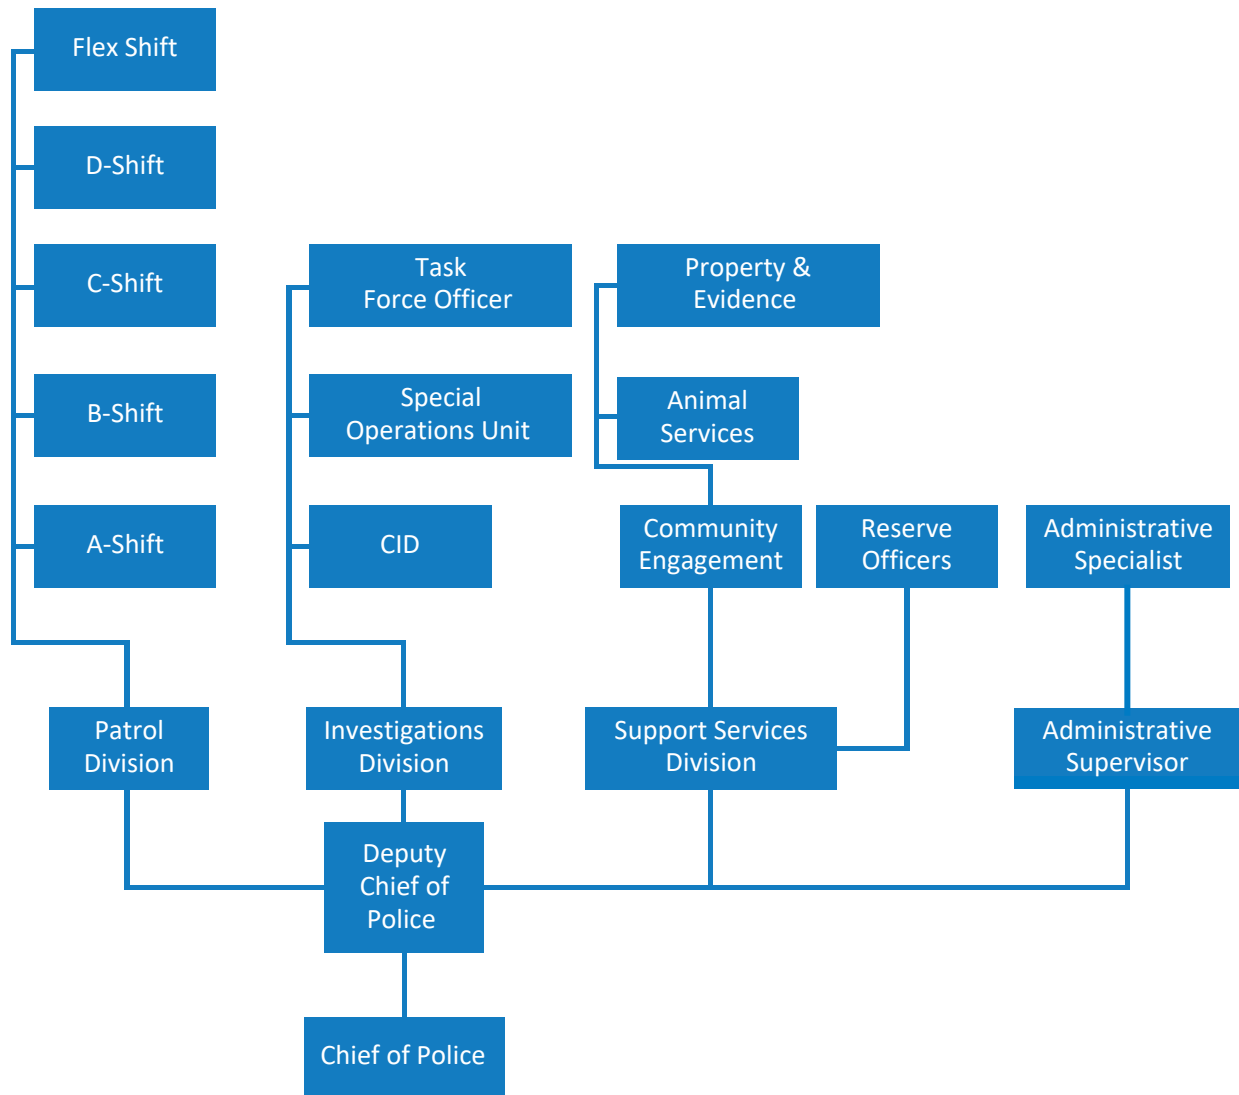 Flex Shift
D-Shift
C-Shift
Task
Force Officer
Property &
Evidence
B-Shift
Special
Operations Unit
Animal
Services
A-Shift
CID
Community
Engagement
Reserve
Officers
Administrative
Specialist
Patrol
Division
Investigations
Division
Support Services
Division
Administrative
Supervisor
Deputy
Chief of
Police
Chief of Police